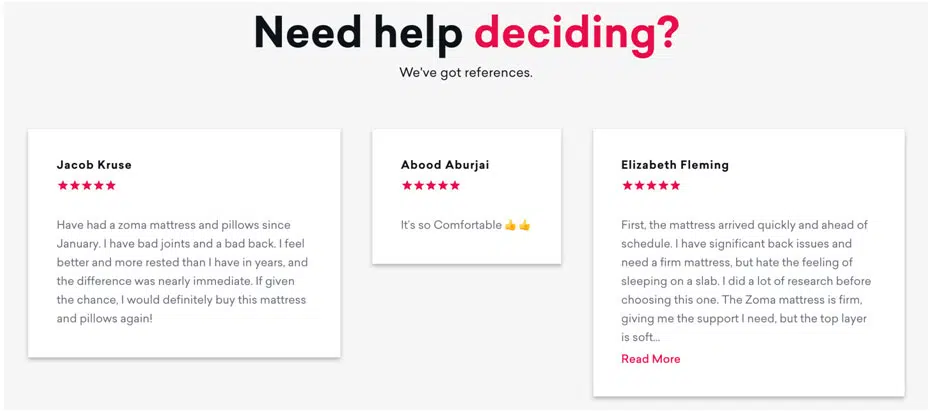 Need help deciding?
We've got references.
Jacob Kruse
★★★★★
Have had a zoma mattress and pillows since
January. I have bad joints and a bad back. I feel
better and more rested than I have in years, and
the difference was nearly immediate. If given
the chance, I would definitely buy this mattress
and pillows again!
Abood Aburjai
★★★★★
It's so Comfortable 👍👍
Elizabeth Fleming
★★★★★
First, the mattress arrived quickly and ahead of
schedule. I have significant back issues and
need a firm mattress, but hate the feeling of
sleeping on a slab. I did a lot of research before
choosing this one. The Zoma mattress is firm,
giving me the support I need, but the top layer
is soft...
Read More